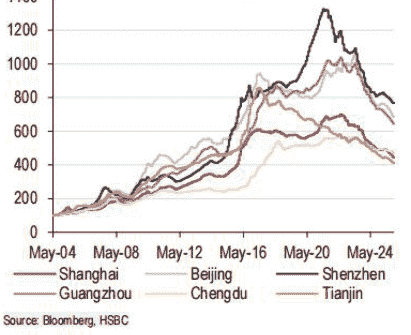 1400
1200
1000
800
600
400
200
0
May-04 May-08 May-12 May-16 May-20 May-24
Shanghai Beijing Shenzhen
Guangzhou Chengdu Tianjin
Source: Bloomberg, HSBC